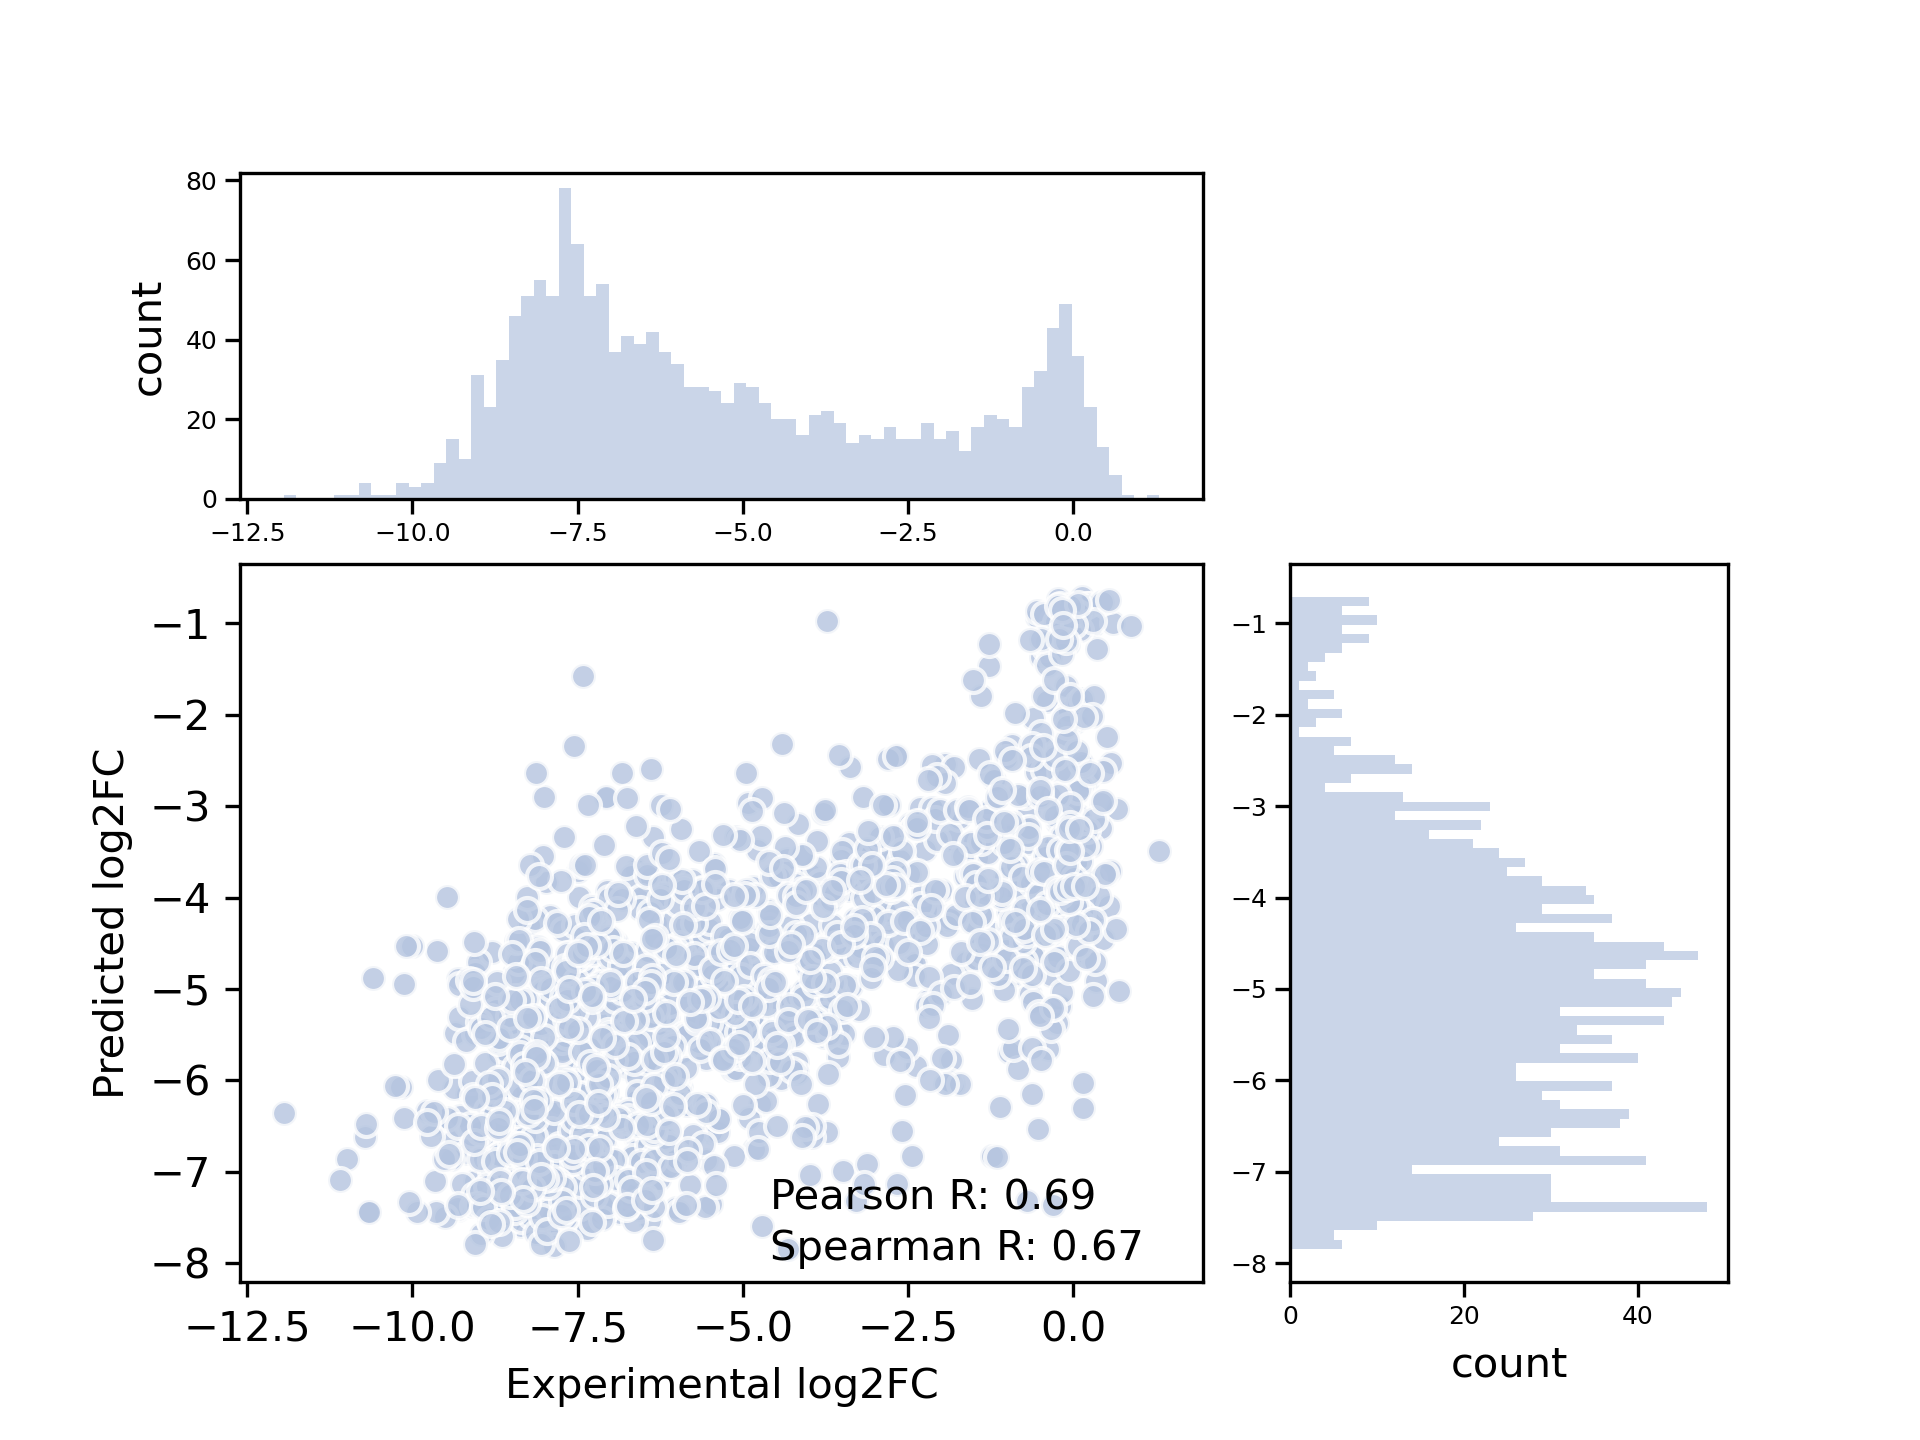 80
60
40
20
0
count
−12.5 −10.0 −7.5 −5.0 −2.5 0.0
−1
−2
−3
−4
−5
−6
−7
−8
Predicted log2FC
Pearson R: 0.69
Spearman R: 0.67
−12.5 −10.0 −7.5 −5.0 −2.5 0.0
Experimental log2FC
−1
−2
−3
−4
−5
−6
−7
−8
0 20 40
count